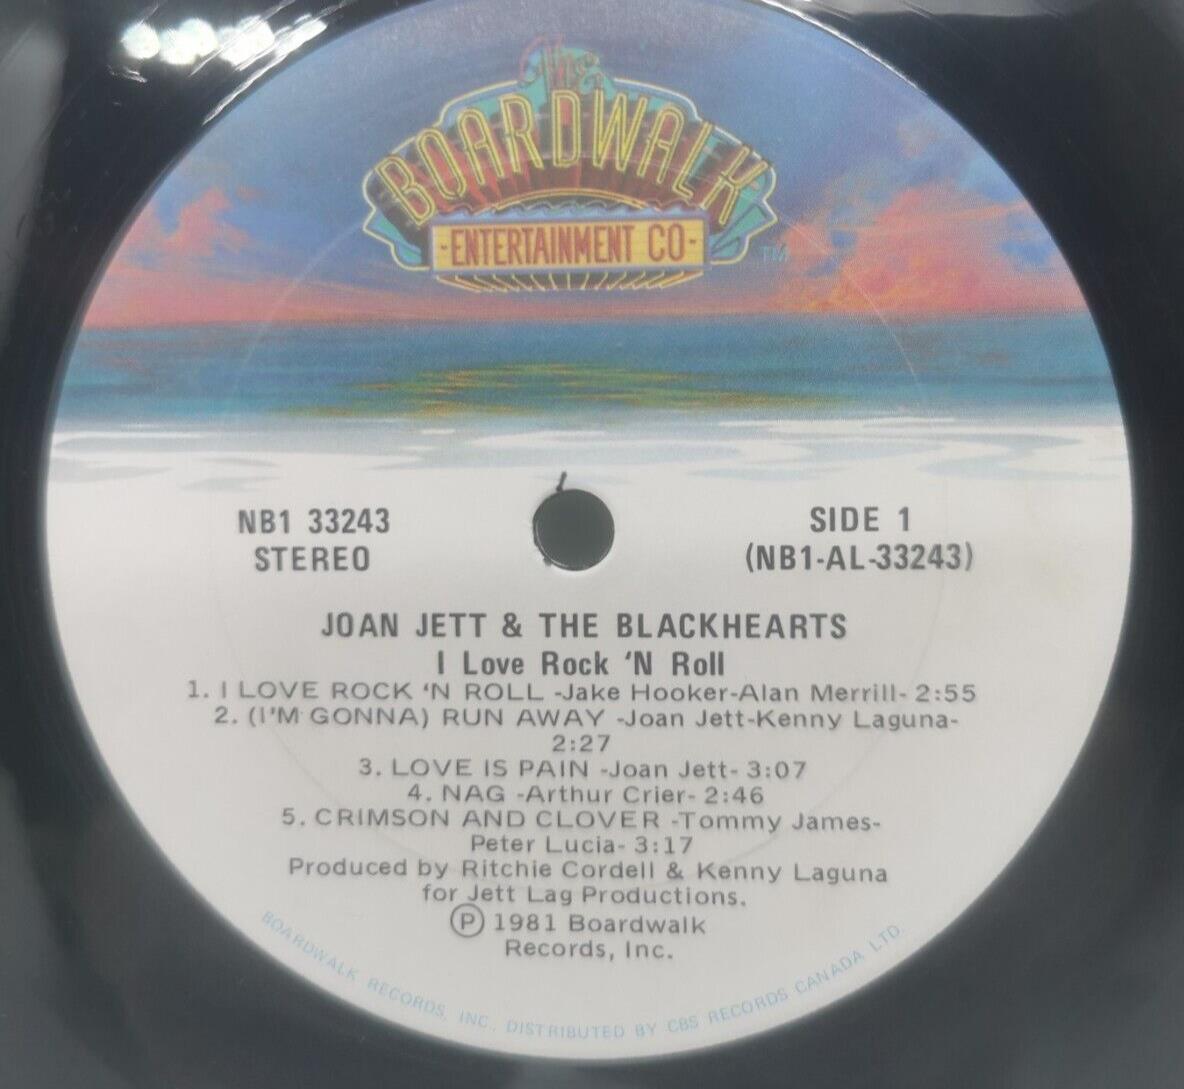 The
BOARDWALK
-ENTERTAINMENT CO-
TM
NB1 33243
STEREO
SIDE 1
(NB1-AL-33243)
JOAN JETT & THE BLACKHEARTS
I Love Rock 'N Roll
1. I LOVE ROCK 'N ROLL -Jake Hooker-Alan Merrill- 2:55
2. (I'M GONNA) RUN AWAY -Joan Jett-Kenny Laguna-
2:27
3. LOVE IS PAIN -Joan Jett- 3:07
4. NAG -Arthur Crier- 2:46
5. CRIMSON AND CLOVER -Tommy James-
Peter Lucia- 3:17
Produced by Ritchie Cordell & Kenny Laguna
for Jett Lag Productions.
Ⓟ 1981 Boardwalk
Records, Inc.
BOARDWALK RECORDS, INC., DISTRIBUTED BY CBS RECORDS CANADA LTD.